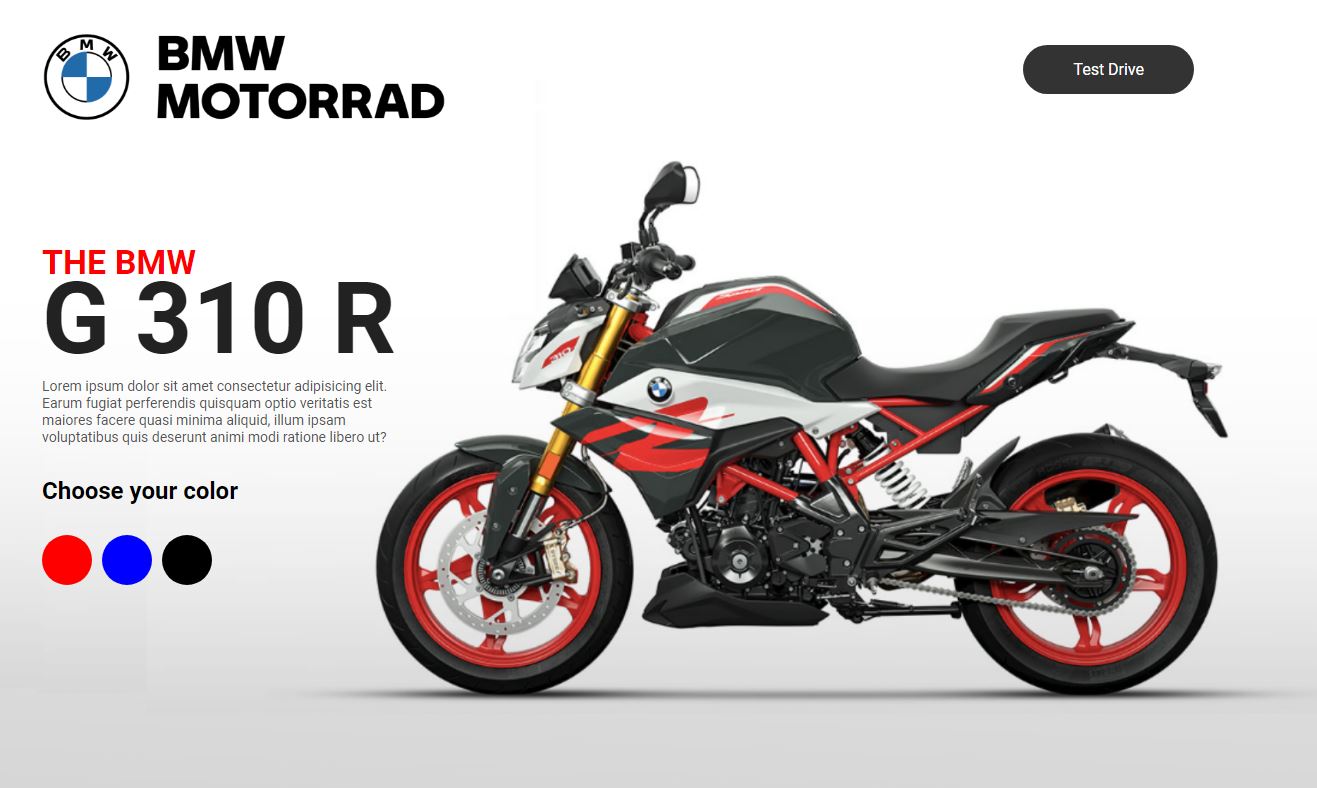 BMW
BMW
MOTORRAD
Test Drive
THE BMW
G 310 R
Lorem ipsum dolor sit amet consectetur adipisicing elit.
Earum fugiat perferendis quisquam optio veritatis est
maiores facere quasi minima aliquid, illum ipsam
voluptatibus quis deserunt animi modi ratione libero ut?
Choose your color
310